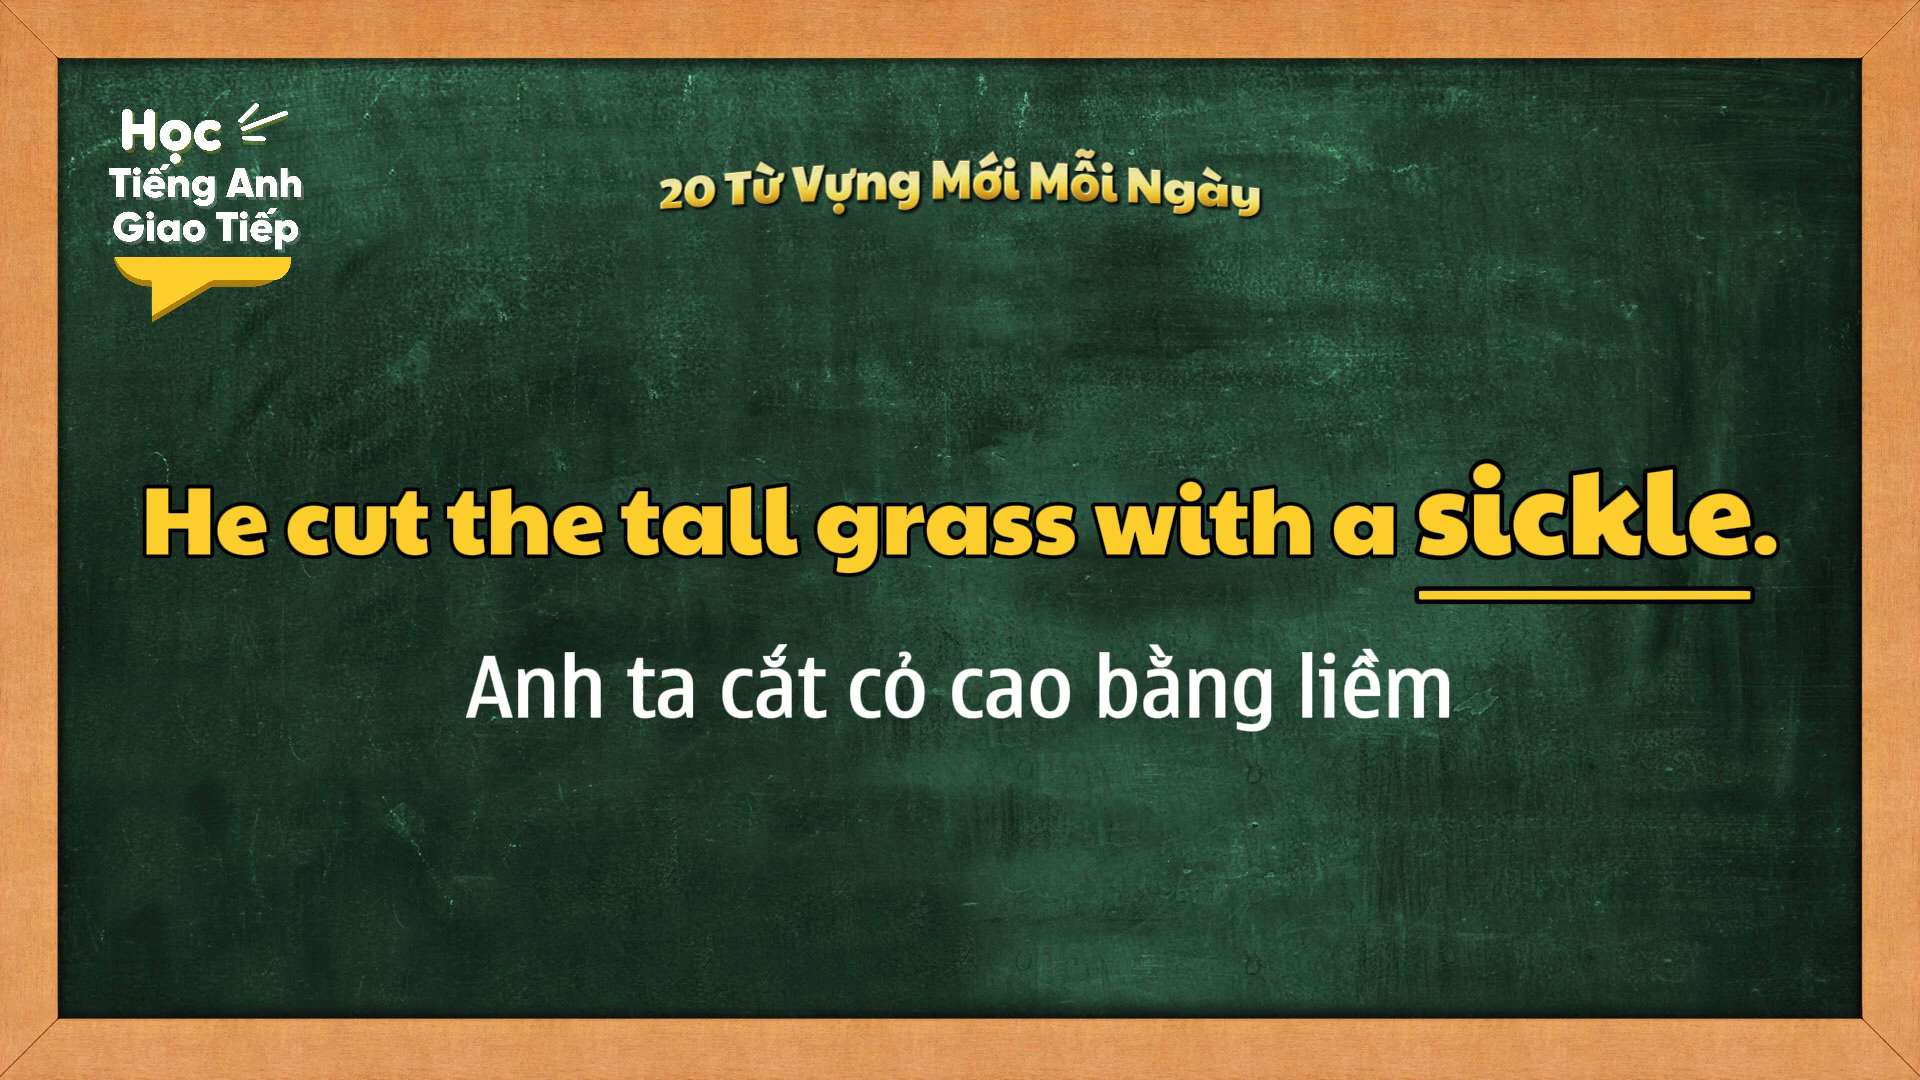 Học
Tiếng Anh
Giao Tiếp
20 Từ Vựng Mới Mỗi Ngày
He cut the tall grass with a sickle.
Anh ta cắt cỏ cao bằng liềm